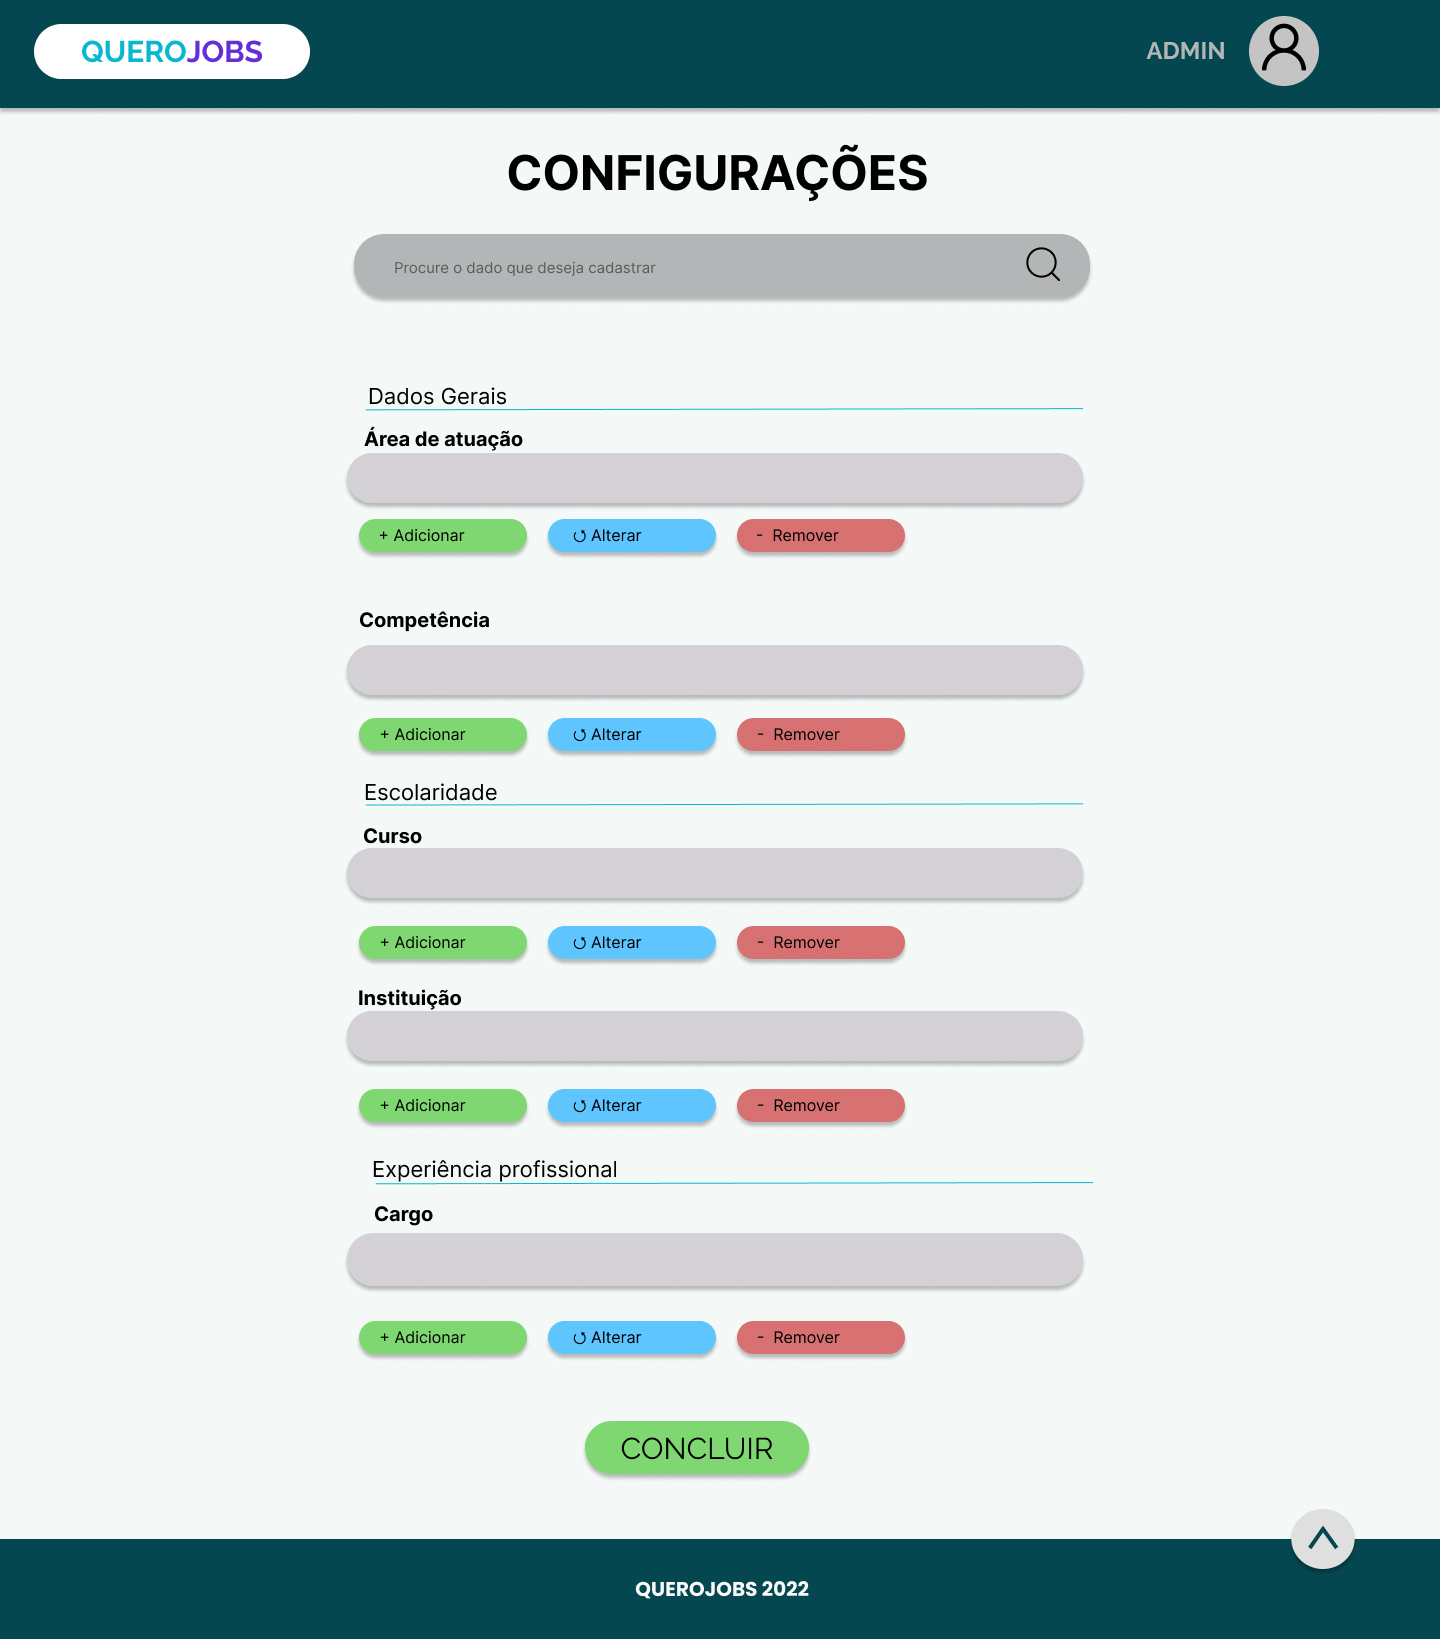 QUEROJOBS
ADMIN
CONFIGURAÇÕES
Procure o dado que deseja cadastrar
Dados Gerais
Área de atuação
+ Adicionar
Alterar
- Remover
Competência
+ Adicionar
Alterar
- Remover
Escolaridade
Curso
+ Adicionar
Alterar
- Remover
Instituição
+ Adicionar
Alterar
- Remover
Experiência profissional
Cargo
+ Adicionar
Alterar
- Remover
CONCLUIR
QUEROJOBS 2022